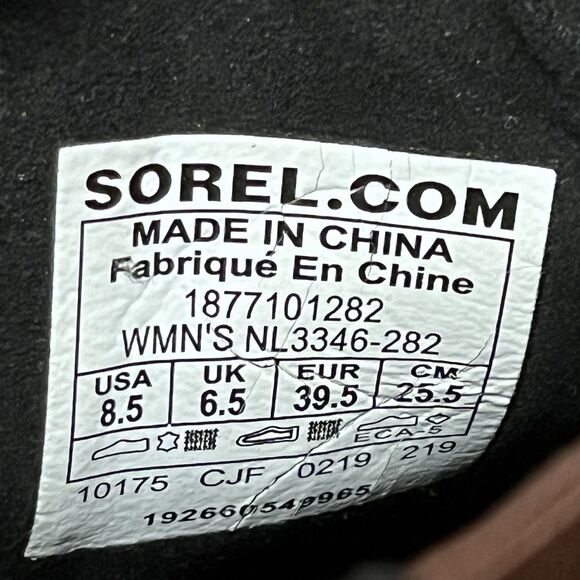 SOREL.COM
MADE IN CHINA
Fabriqué En Chine
1877101282
WMN'S NL3346-282
USA UK EUR CM
8.5 6.5 39.5 25.5
ECA-5
10175 CJF 0219 219
192660549965